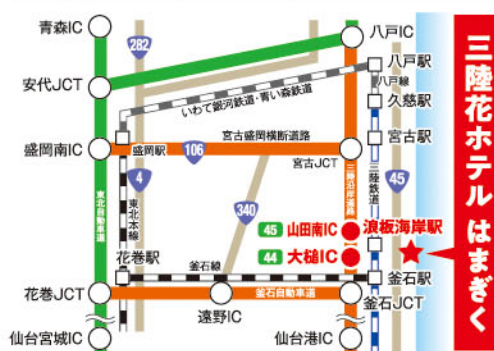 青森IC
282
八戸IC
八戸駅
安代JCT
八戸線
いわて銀河鉄道・青い森鉄道
久慈駅
宮古盛岡横断道路
宮古駅
盛岡南IC
盛岡駅
106
宮古JCT
4
東北自動車道
東北本線
340
三陸沿岸道路
三陸鉄道
45
45 山田南IC
浪板海岸駅
44 大槌IC
花巻駅
釜石線
釜石駅
花巻JCT
釜石自動車道
釜石JCT
遠野IC
仙台宮城IC
仙台港IC
三陸花ホテル はまぎく